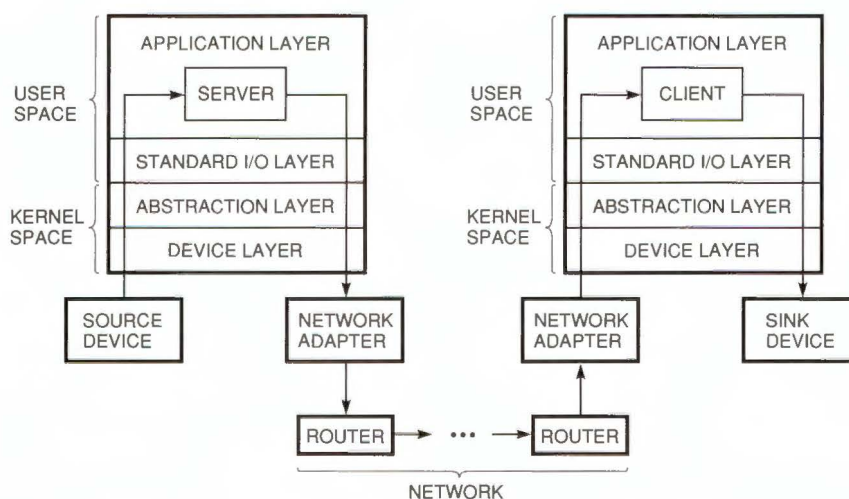 APPLICATION LAYER
USER
SPACE
SERVER
STANDARD I/O LAYER
KERNEL
SPACE
ABSTRACTION LAYER
DEVICE LAYER
SOURCE
DEVICE
NETWORK
ADAPTER
APPLICATION LAYER
USER
SPACE
CLIENT
STANDARD I/O LAYER
KERNEL
SPACE
ABSTRACTION LAYER
DEVICE LAYER
NETWORK
ADAPTER
SINK
DEVICE
ROUTER
•••
ROUTER
NETWORK